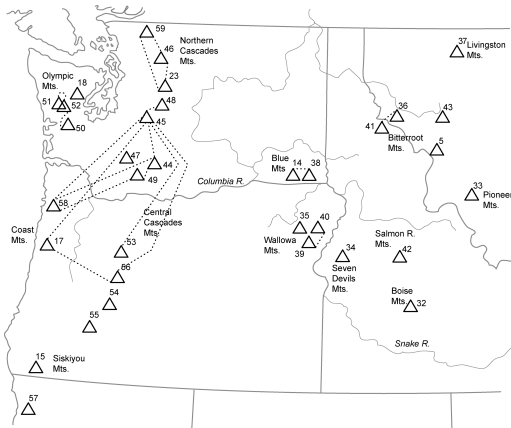 59
Northern
Cascades
Mts.
46
37
Livingston
Mts.
Olympic
Mts.
18
23
51
52
48
36
43
50
45
41
Bitterroot
Mts.
5
47
44
Blue
Mts
14
38
49
Columbia R.
33
Pioneer
Mts.
58
Coast
Mts.
17
Central
Cascades
Mts.
53
35
40
Wallowa
Mts.
39
34
Seven
Devils
Mts.
Salmon R.
Mts.
42
56
54
Boise
Mts.
32
55
Snake R.
15
Siskiyou
Mts.
57